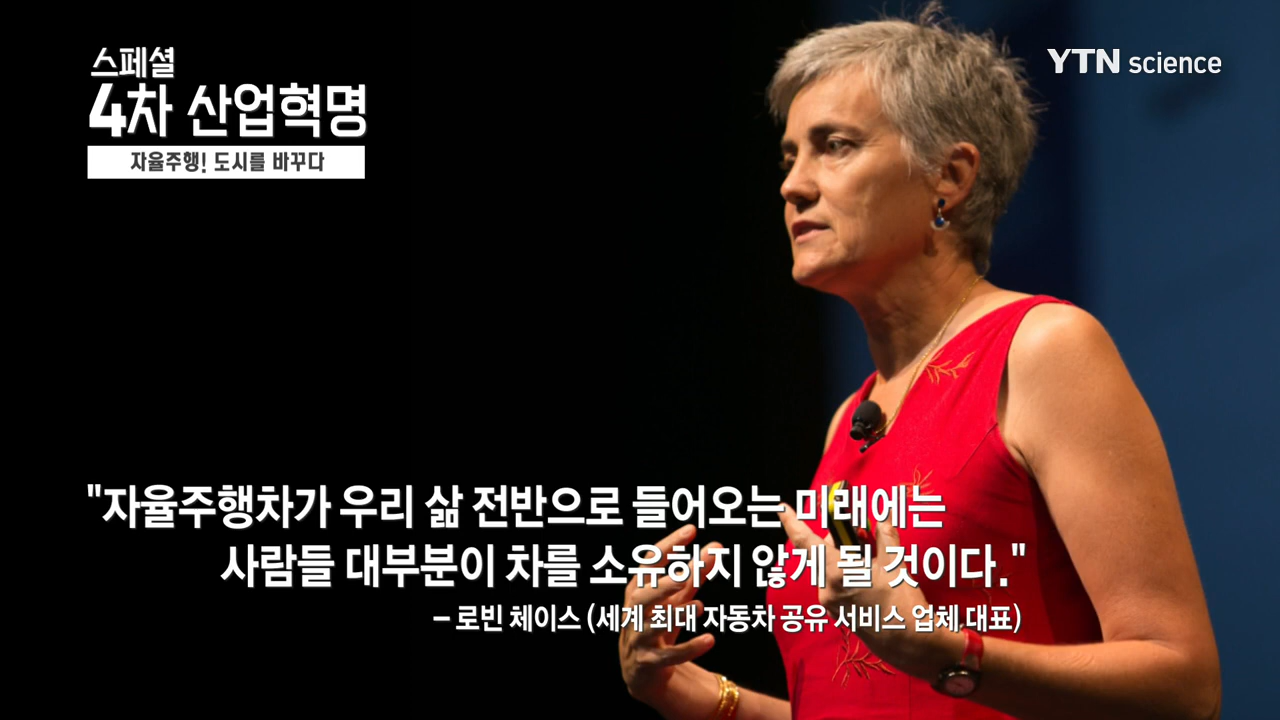 스페셜
4차 산업혁명
자율주행! 도시를 바꾸다
YTN science
"자율주행차가 우리 삶 전반으로 들어오는 미래에는
사람들 대부분이 차를 소유하지 않게 될 것이다."
– 로빈 체이스 (세계 최대 자동차 공유 서비스 업체 대표)